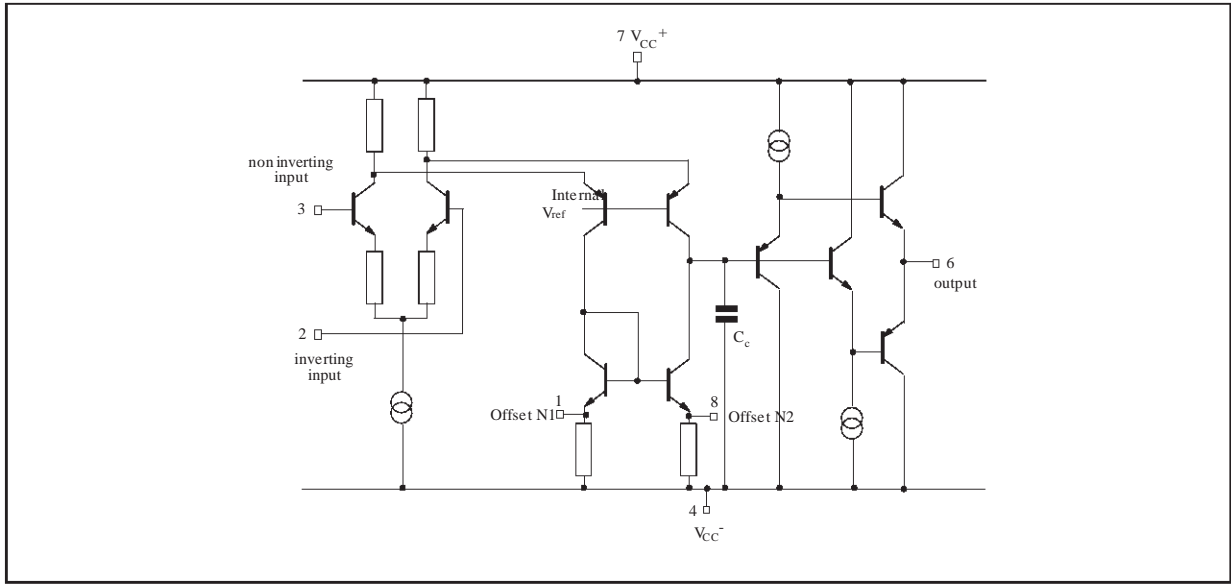 7 VCC+
non inverting
input
3
Internal
Vref
6
output
2
inverting
input
Cc
1
Offset N1
8
Offset N2
4
VCC-